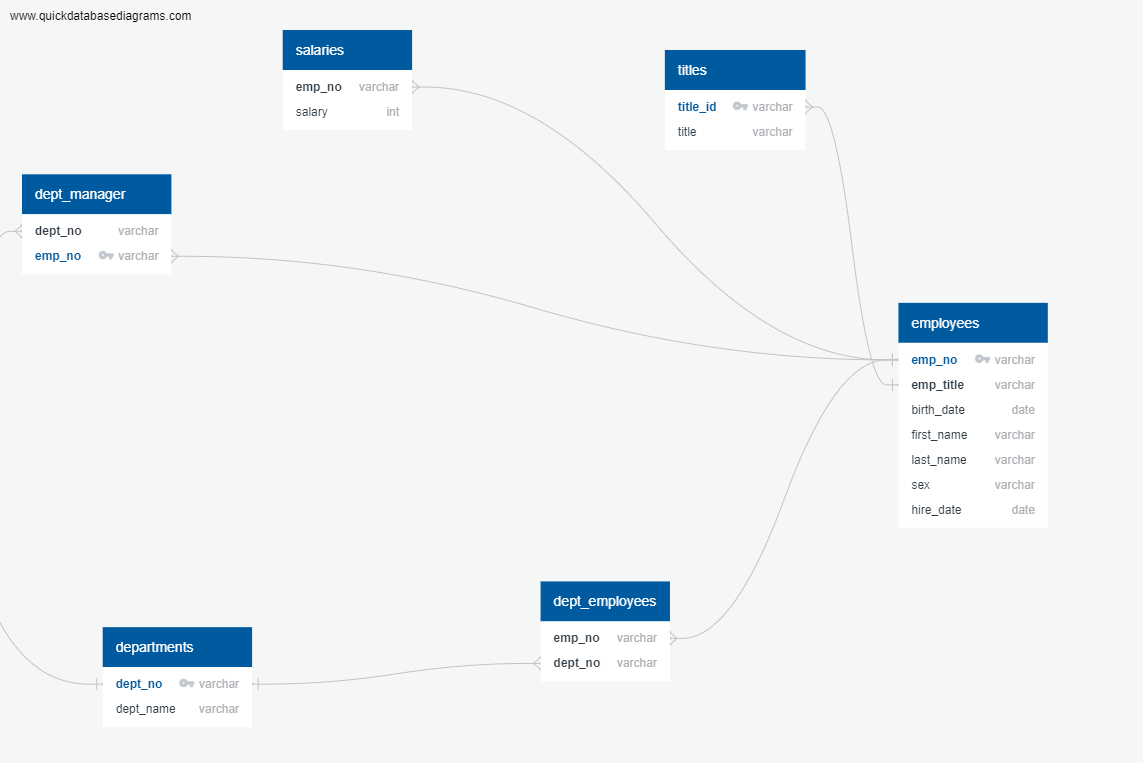 www.quickdatabasediagrams.com
salaries
emp_no varchar
salary int
titles
title_id varchar
title varchar
dept_manager
dept_no varchar
emp_no varchar
employees
emp_no varchar
emp_title varchar
birth_date date
first_name varchar
last_name varchar
sex varchar
hire_date date
dept_employees
emp_no varchar
dept_no varchar
departments
dept_no varchar
dept_name varchar